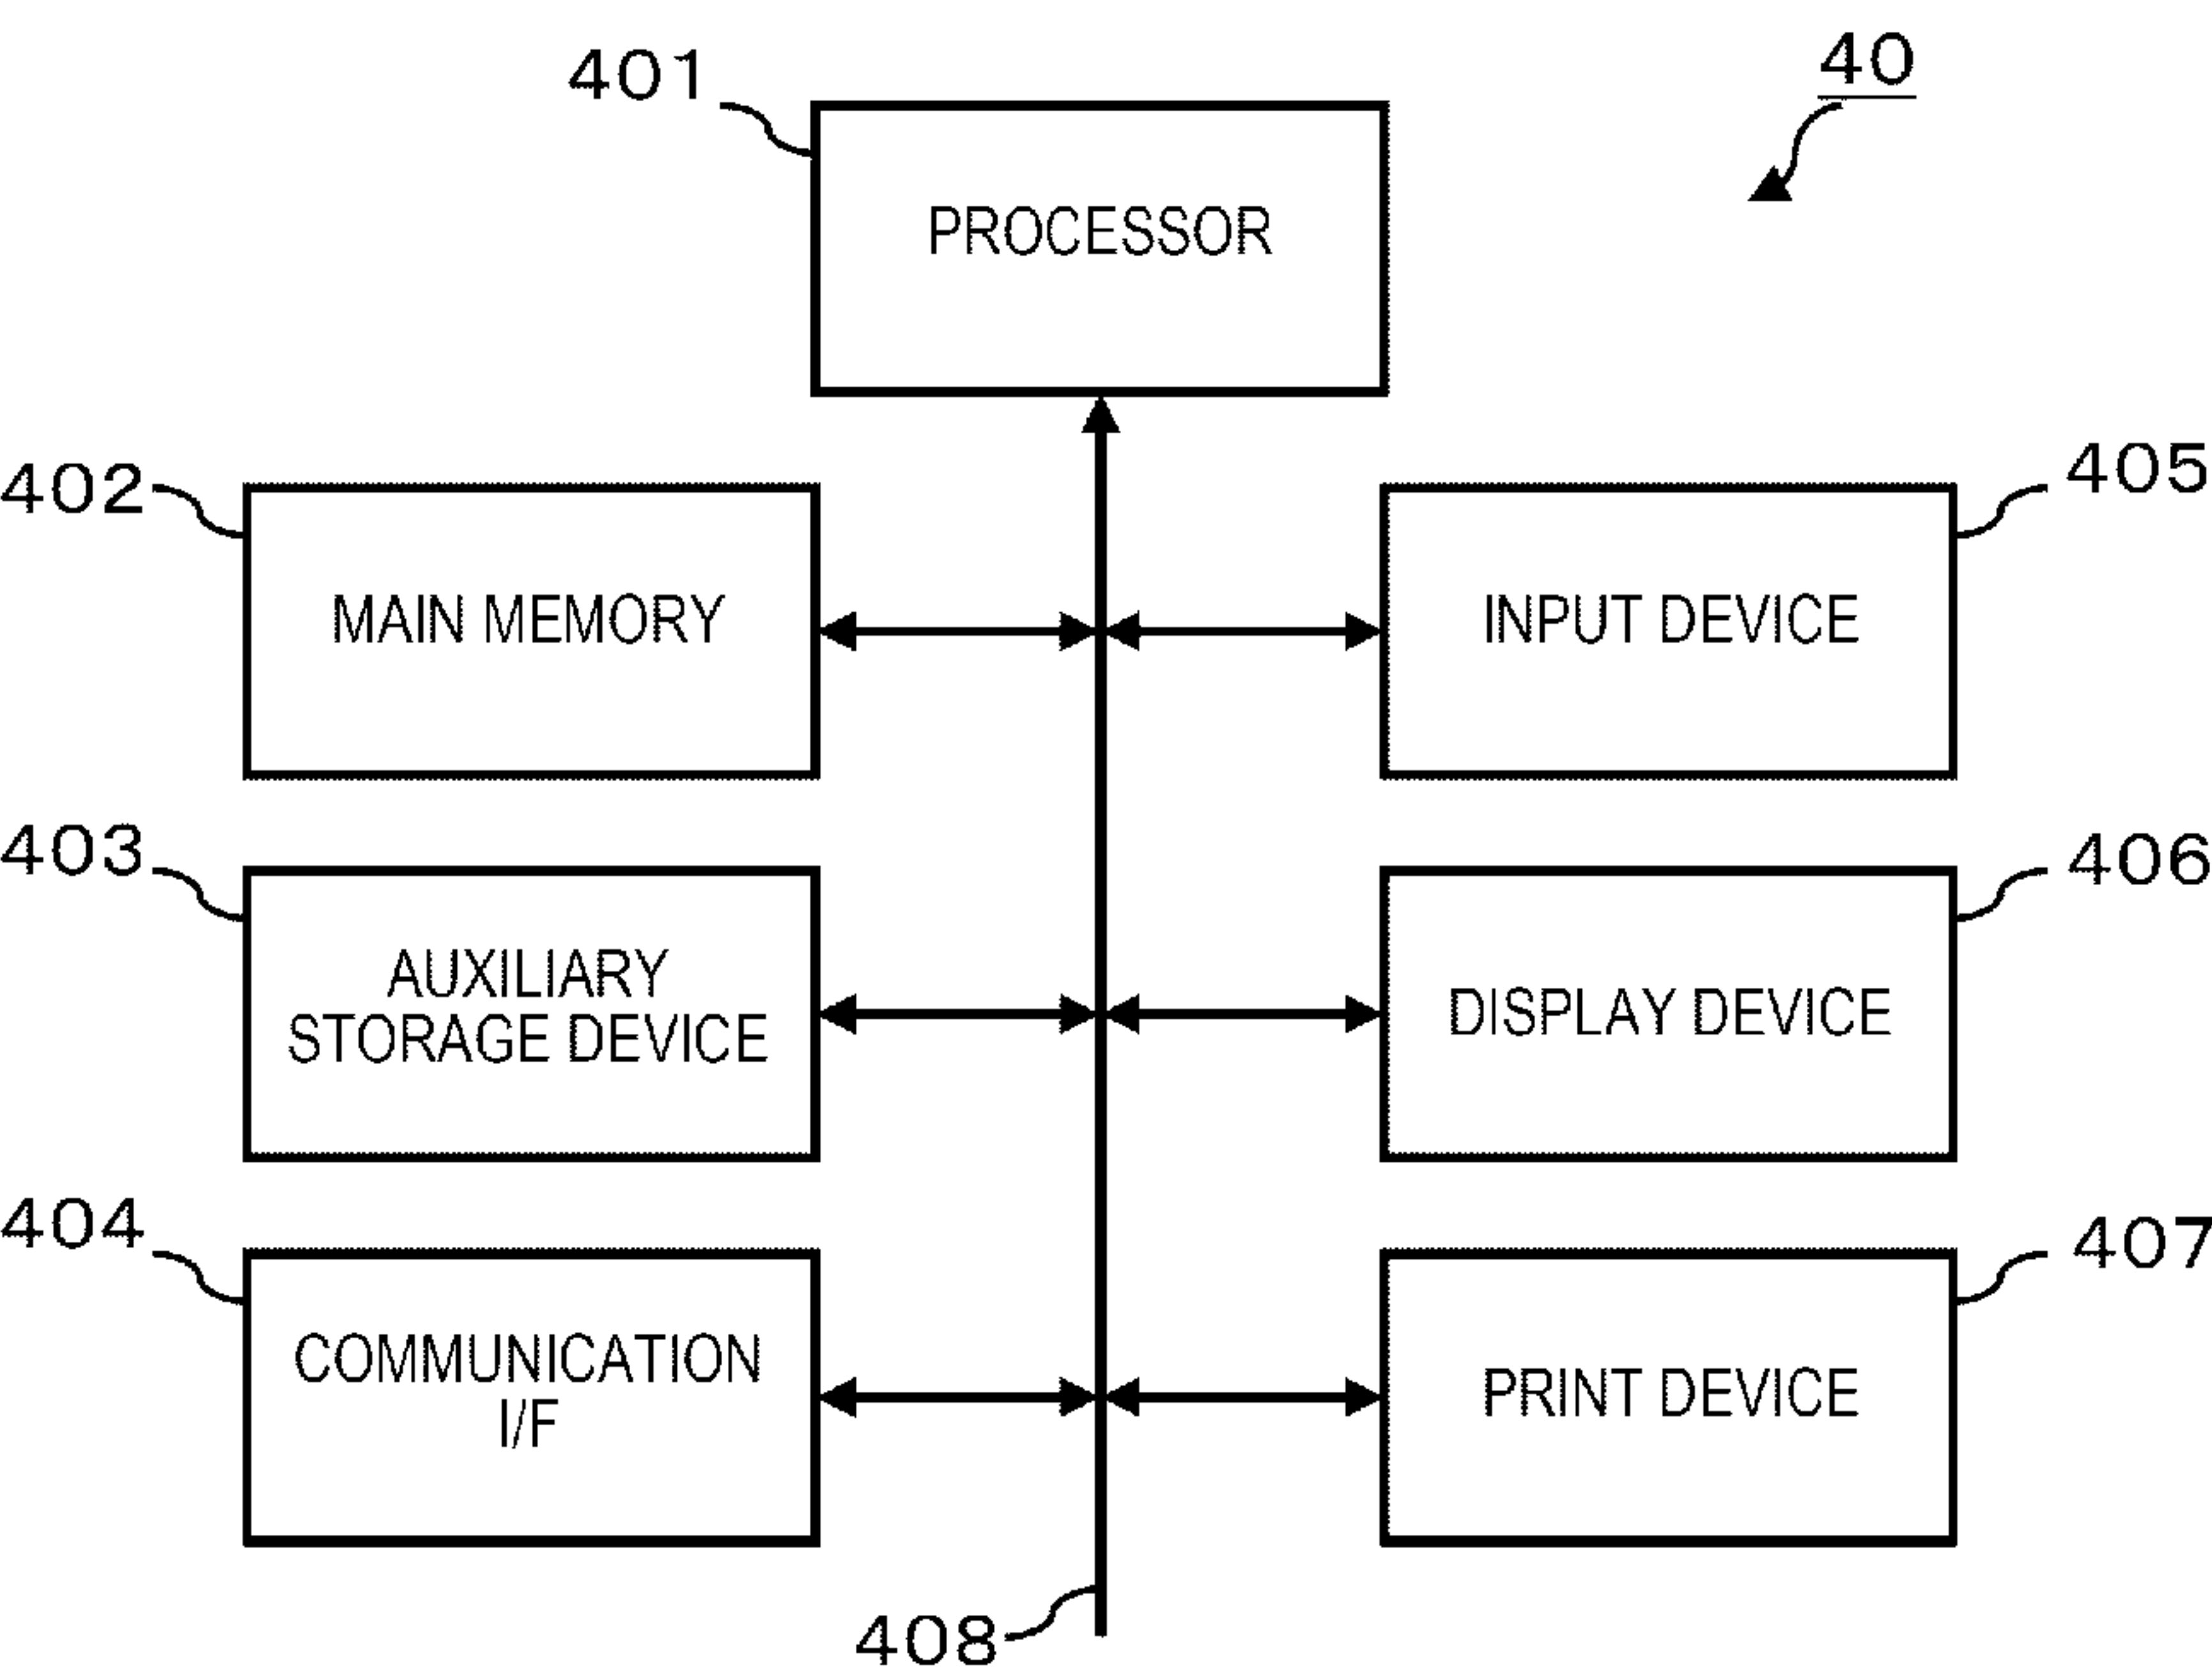 401
40
PROCESSOR
402
405
MAIN MEMORY
INPUT DEVICE
403
406
AUXILIARY
STORAGE DEVICE
DISPLAY DEVICE
404
407
COMMUNICATION
I/F
PRINT DEVICE
408